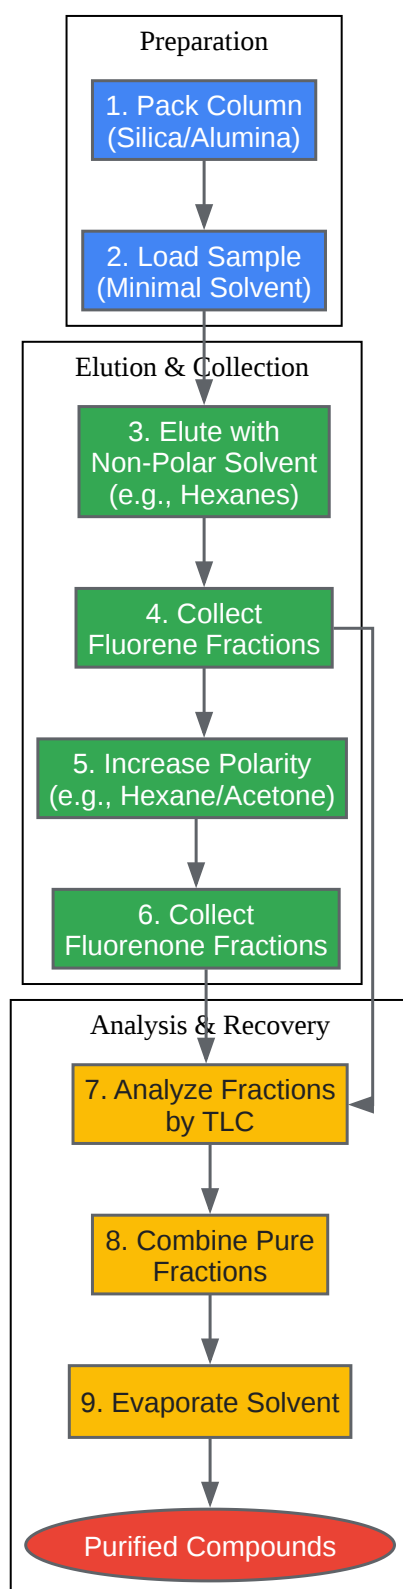 Preparation
1. Pack Column
(Silica/Alumina)
2. Load Sample
(Minimal Solvent)
Elution & Collection
3. Elute with
Non-Polar Solvent
(e.g., Hexanes)
4. Collect
Fluorene Fractions
5. Increase Polarity
(e.g., Hexane/Acetone)
6. Collect
Fluorenone Fractions
Analysis & Recovery
7. Analyze Fractions
by TLC
8. Combine Pure
Fractions
9. Evaporate Solvent
Purified Compounds